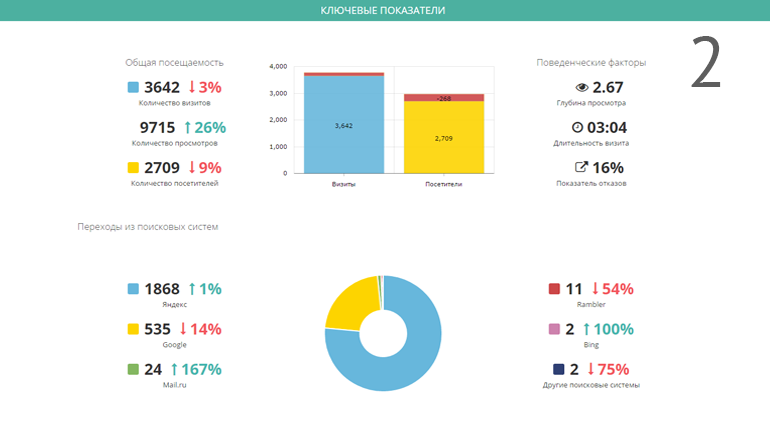 КЛЮЧЕВЫЕ ПОКАЗАТЕЛИ
2
Общая посещаемость
3642 ↓3%
Количество визитов
9715 ↑26%
Количество просмотров
2709 ↓9%
Количество посетителей
4,000
3,000
2,000
1,000
0
3,642
-268
2,709
Визиты
Посетители
Поведенческие факторы
2.67
Глубина просмотра
03:04
Длительность визита
16%
Показатель отказов
Переходы из поисковых систем
1868 ↑1%
Яндекс
535 ↓14%
Google
24 ↑167%
Mail.ru
11 ↓54%
Rambler
2 ↑100%
Bing
2 ↓75%
Другие поисковые системы